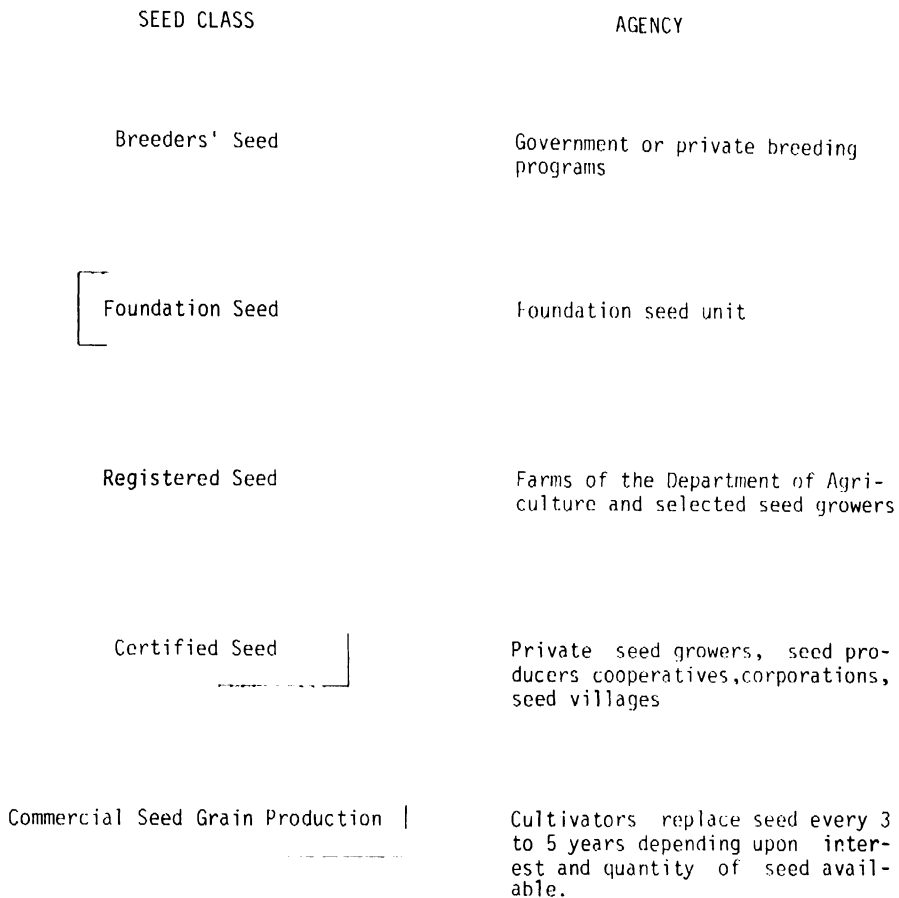 SEED CLASS
AGENCY
Breeders' Seed
Government or private breeding
programs
Foundation Seed
Foundation seed unit
Registered Seed
Farms of the Department of Agri-
culture and selected seed growers
Certified Seed
Private seed growers, seed pro-
ducers cooperatives,corporations,
seed villages
Commercial Seed Grain Production
Cultivators replace seed every 3
to 5 years depending upon inter-
est and quantity of seed avail-
able.